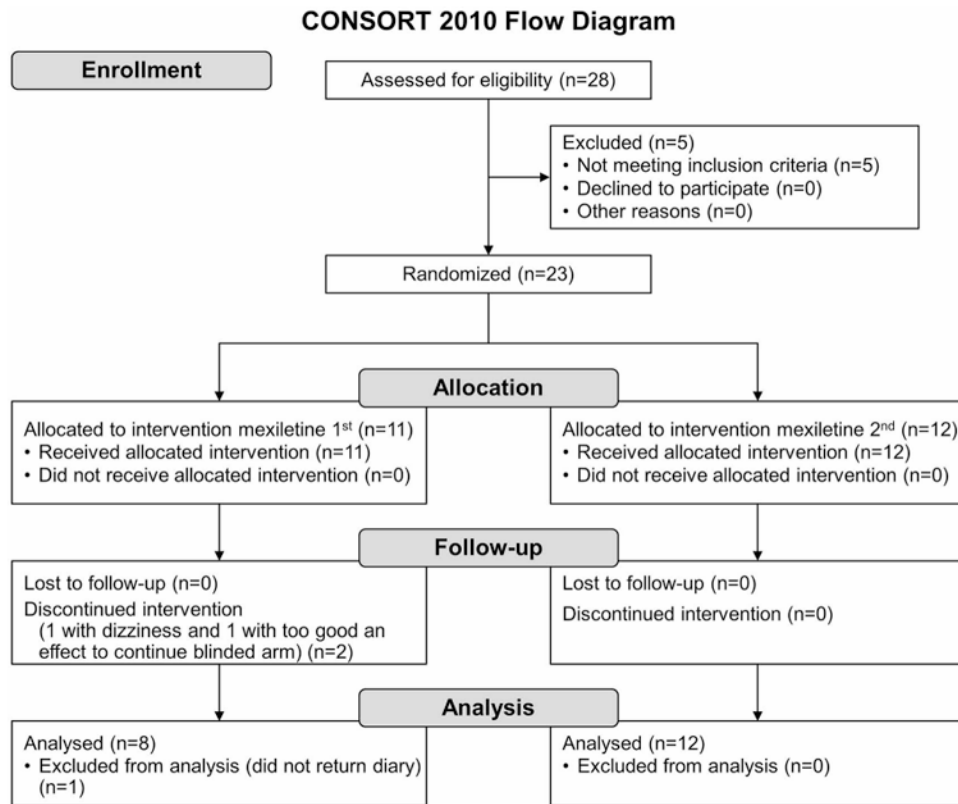 CONSORT 2010 Flow Diagram
Enrollment
Assessed for eligibility (n=28)
Excluded (n=5)
• Not meeting inclusion criteria (n=5)
• Declined to participate (n=0)
• Other reasons (n=0)
Randomized (n=23)
Allocation
Allocated to intervention mexiletine 1st (n=11)
• Received allocated intervention (n=11)
• Did not receive allocated intervention (n=0)
Allocated to intervention mexiletine 2nd (n=12)
• Received allocated intervention (n=12)
• Did not receive allocated intervention (n=0)
Follow-up
Lost to follow-up (n=0)
Discontinued intervention
(1 with dizziness and 1 with too good an
effect to continue blinded arm) (n=2)
Lost to follow-up (n=0)
Discontinued intervention (n=0)
Analysis
Analysed (n=8)
• Excluded from analysis (did not return diary)
(n=1)
Analysed (n=12)
• Excluded from analysis (n=0)